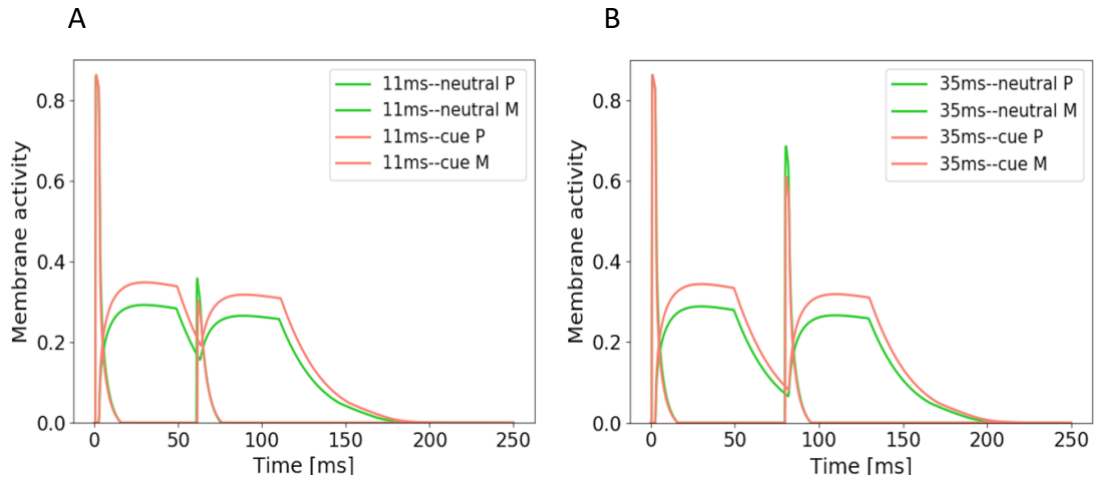 A
B
11ms--neutral P
11ms--neutral M
11ms--cue P
11ms--cue M
0.8
0.6
0.4
0.2
0.0
Membrane activity
0 50 100 150 200 250
Time [ms]
35ms--neutral P
35ms--neutral M
35ms--cue P
35ms--cue M
0.8
0.6
0.4
0.2
0.0
Membrane activity
0 50 100 150 200 250
Time [ms]